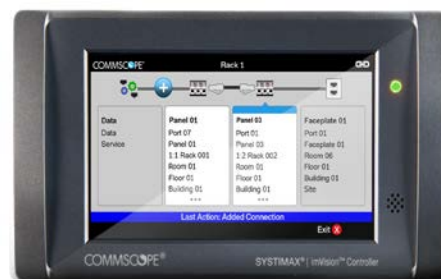 COMMSCOPE®
Rack 1
Data
Data
Service
Panel 01
Port 07
Panel 01
1:1 Rack 001
Room 01
Floor 01
Building 01
Panel 03
Port 01
Panel 03
1:2 Rack 002
Room 01
Floor 01
Building 01
Faceplate 01
Port 01
Faceplate 01
Room 06
Floor 01
Building 01
Site
Last Action: Added Connection
Exit X
COMMSCOPE®
SYSTIMAX® | imVision™ Controller